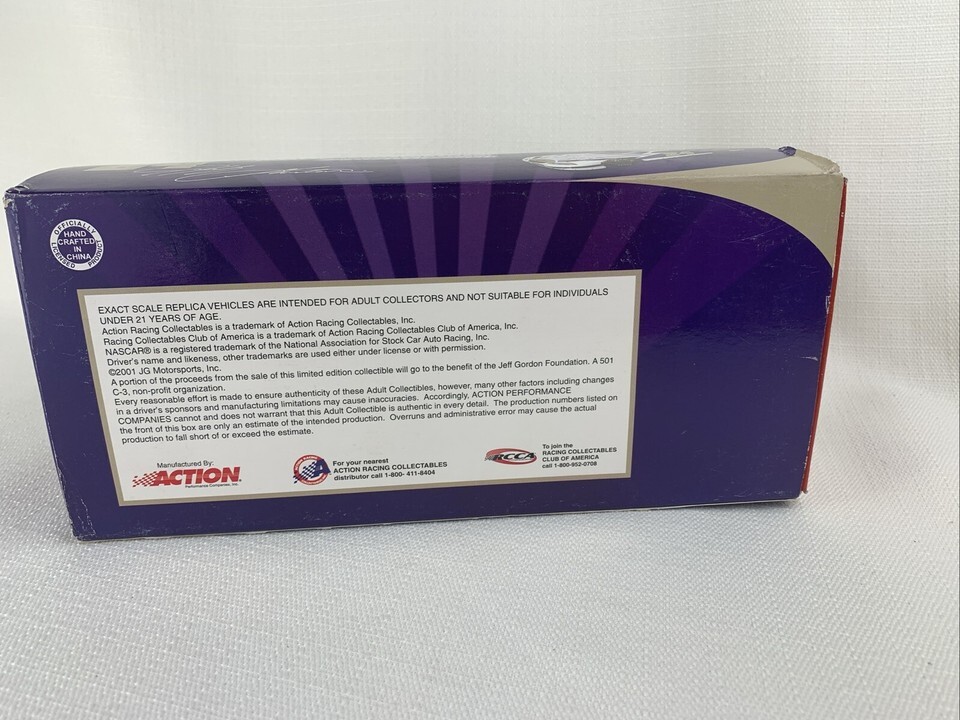 OFFICIALLY
HAND
CRAFTED
IN
CHINA
LICENSED PRODUCT
EXACT SCALE REPLICA VEHICLES ARE INTENDED FOR ADULT COLLECTORS AND NOT SUITABLE FOR INDIVIDUALS
UNDER 21 YEARS OF AGE.
Action Racing Collectables is a trademark of Action Racing Collectables, Inc.
Racing Collectables Club of America is a trademark of Action Racing Collectables Club of America, Inc.
NASCAR® is a registered trademark of the National Association for Stock Car Auto Racing, Inc.
Driver's name and likeness, other trademarks are used either under license or with permission.
©2001 JG Motorsports, Inc.
A portion of the proceeds from the sale of this limited edition collectible will go to the benefit of the Jeff Gordon Foundation. A 501
C-3, non-profit organization.
Every reasonable effort is made to ensure authenticity of these Adult Collectibles, however, many other factors including changes
in a driver's sponsors and manufacturing limitations may cause inaccuracies. Accordingly, ACTION PERFORMANCE
COMPANIES cannot and does not warrant that this Adult Collectible is authentic in every detail. The production numbers listed on
the front of this box are only an estimate of the intended production. Overruns and administrative error may cause the actual
production to fall short of or exceed the estimate.
Manufactured By:
ACTION
Performance Companies, Inc.
For your nearest
ACTION RACING COLLECTABLES
distributor call 1-800- 411-8404
RCCA
To join the
RACING COLLECTABLES
CLUB OF AMERICA
call 1-800-952-0708